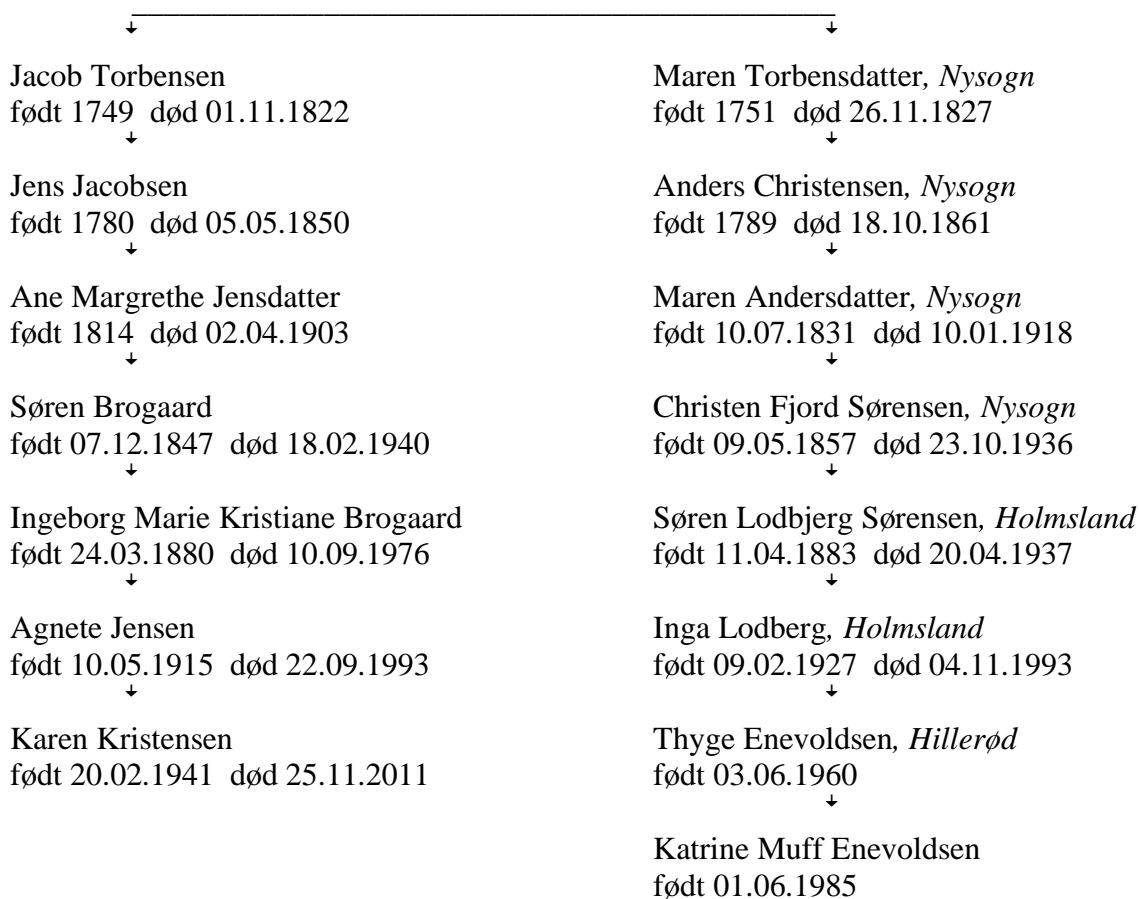 Jacob Torbensen
født 1749 død 01.11.1822
Jens Jacobsen
født 1780 død 05.05.1850
Ane Margrethe Jensdatter
født 1814 død 02.04.1903
Søren Brogaard
født 07.12.1847 død 18.02.1940
Ingeborg Marie Kristiane Brogaard
født 24.03.1880 død 10.09.1976
Agnete Jensen
født 10.05.1915 død 22.09.1993
Karen Kristensen
født 20.02.1941 død 25.11.2011
Maren Torbensdatter, Nysogn
født 1751 død 26.11.1827
Anders Christensen, Nysogn
født 1789 død 18.10.1861
Maren Andersdatter, Nysogn
født 10.07.1831 død 10.01.1918
Christen Fjord Sørensen, Nysogn
født 09.05.1857 død 23.10.1936
Søren Lodbjerg Sørensen, Holmsland
født 11.04.1883 død 20.04.1937
Inga Lodberg, Holmsland
født 09.02.1927 død 04.11.1993
Thyge Enevoldsen, Hillerød
født 03.06.1960
Katrine Muff Enevoldsen
født 01.06.1985